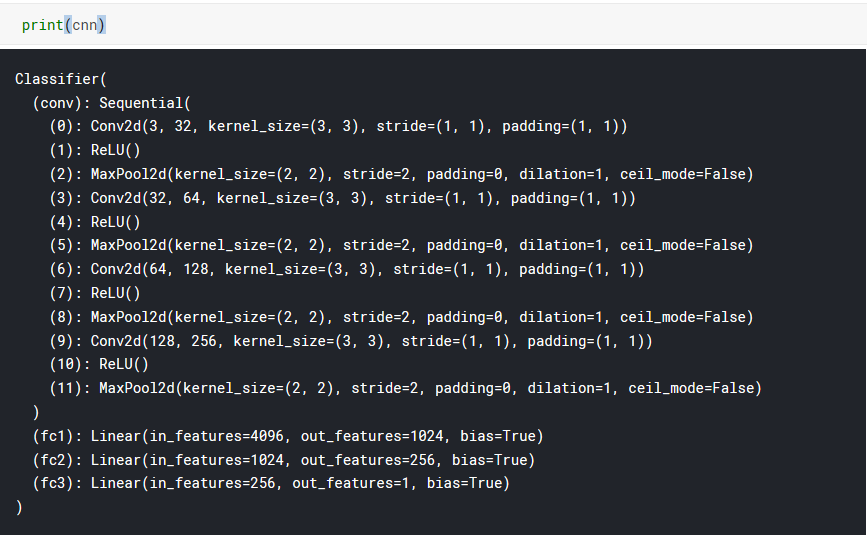 print(cnn)
Classifier(
  (conv): Sequential(
    (0): Conv2d(3, 32, kernel_size=(3, 3), stride=(1, 1), padding=(1, 1))
    (1): ReLU()
    (2): MaxPool2d(kernel_size=(2, 2), stride=2, padding=0, dilation=1, ceil_mode=False)
    (3): Conv2d(32, 64, kernel_size=(3, 3), stride=(1, 1), padding=(1, 1))
    (4): ReLU()
    (5): MaxPool2d(kernel_size=(2, 2), stride=2, padding=0, dilation=1, ceil_mode=False)
    (6): Conv2d(64, 128, kernel_size=(3, 3), stride=(1, 1), padding=(1, 1))
    (7): ReLU()
    (8): MaxPool2d(kernel_size=(2, 2), stride=2, padding=0, dilation=1, ceil_mode=False)
    (9): Conv2d(128, 256, kernel_size=(3, 3), stride=(1, 1), padding=(1, 1))
    (10): ReLU()
    (11): MaxPool2d(kernel_size=(2, 2), stride=2, padding=0, dilation=1, ceil_mode=False)
  )
  (fc1): Linear(in_features=4096, out_features=1024, bias=True)
  (fc2): Linear(in_features=1024, out_features=256, bias=True)
  (fc3): Linear(in_features=256, out_features=1, bias=True)
)